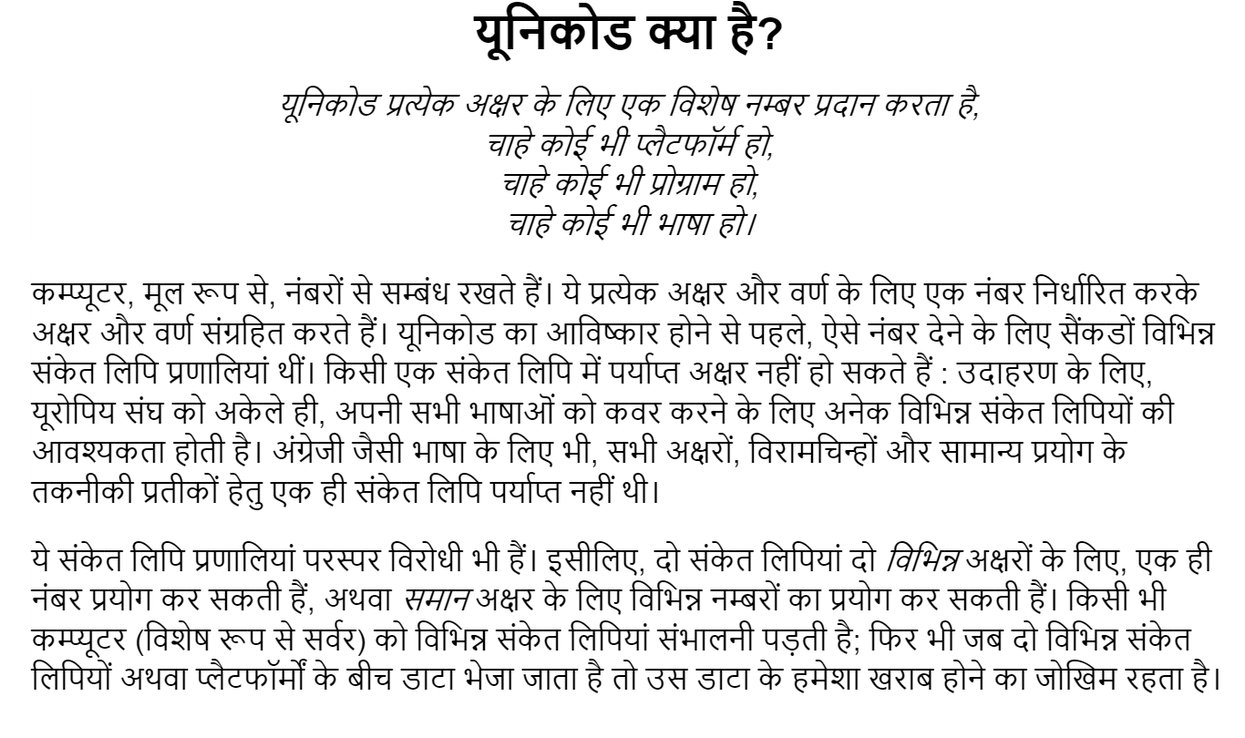 यूनिकोड क्या है?
यूनिकोड प्रत्येक अक्षर के लिए एक विशेष नम्बर प्रदान करता है,
चाहे कोई भी प्लैटफॉर्म हो,
चाहे कोई भी प्रोग्राम हो,
चाहे कोई भी भाषा हो।
कम्प्यूटर, मूल रूप से, नंबरों से सम्बंध रखते हैं। ये प्रत्येक अक्षर और वर्ण के लिए एक नंबर निर्धारित करके
अक्षर और वर्ण संग्रहित करते हैं। यूनिकोड का आविष्कार होने से पहले, ऐसे नंबर देने के लिए सैंकडों विभिन्न
संकेत लिपि प्रणालियां थीं। किसी एक संकेत लिपि में पर्याप्त अक्षर नहीं हो सकते हैं : उदाहरण के लिए,
यूरोपिय संघ को अकेले ही, अपनी सभी भाषाऒं को कवर करने के लिए अनेक विभिन्न संकेत लिपियों की
आवश्यकता होती है। अंग्रेजी जैसी भाषा के लिए भी, सभी अक्षरों, विरामचिन्हों और सामान्य प्रयोग के
तकनीकी प्रतीकों हेतु एक ही संकेत लिपि पर्याप्त नहीं थी।
ये संकेत लिपि प्रणालियां परस्पर विरोधी भी हैं। इसीलिए, दो संकेत लिपियां दो विभिन्न अक्षरों के लिए, एक ही
नंबर प्रयोग कर सकती हैं, अथवा समान अक्षर के लिए विभिन्न नम्बरों का प्रयोग कर सकती हैं। किसी भी
कम्प्यूटर (विशेष रूप से सर्वर) को विभिन्न संकेत लिपियां संभालनी पड़ती है; फिर भी जब दो विभिन्न संकेत
लिपियों अथवा प्लैटफॉर्मों के बीच डाटा भेजा जाता है तो उस डाटा के हमेशा खराब होने का जोखिम रहता है।